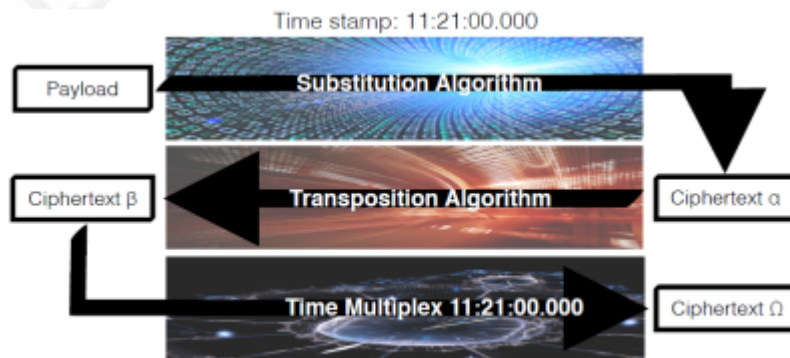 Time stamp: 11:21:00.000
Payload
Substitution Algorithm
Ciphertext β
Transposition Algorithm
Ciphertext α
Time Multiplex 11:21:00.000
Ciphertext Ω